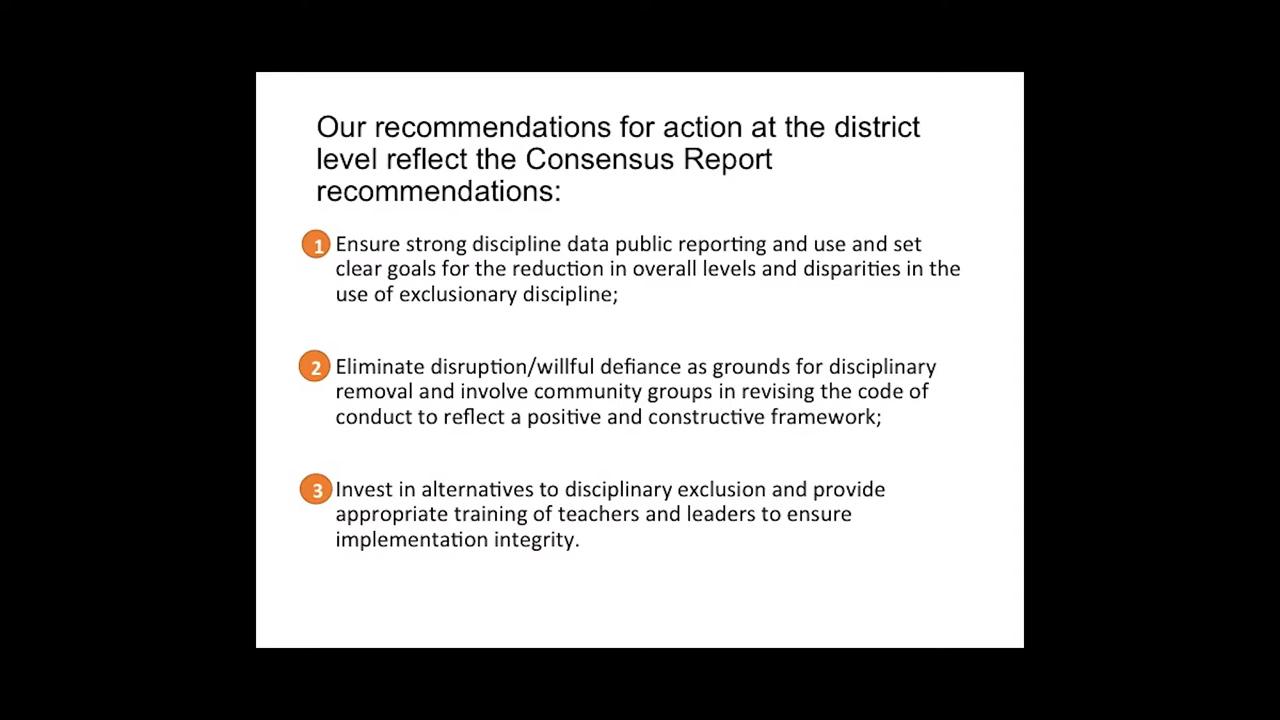 Our recommendations for action at the district
level reflect the Consensus Report
recommendations:
1 Ensure strong discipline data public reporting and use and set
clear goals for the reduction in overall levels and disparities in the
use of exclusionary discipline;
2 Eliminate disruption/willful defiance as grounds for disciplinary
removal and involve community groups in revising the code of
conduct to reflect a positive and constructive framework;
3 Invest in alternatives to disciplinary exclusion and provide
appropriate training of teachers and leaders to ensure
implementation integrity.